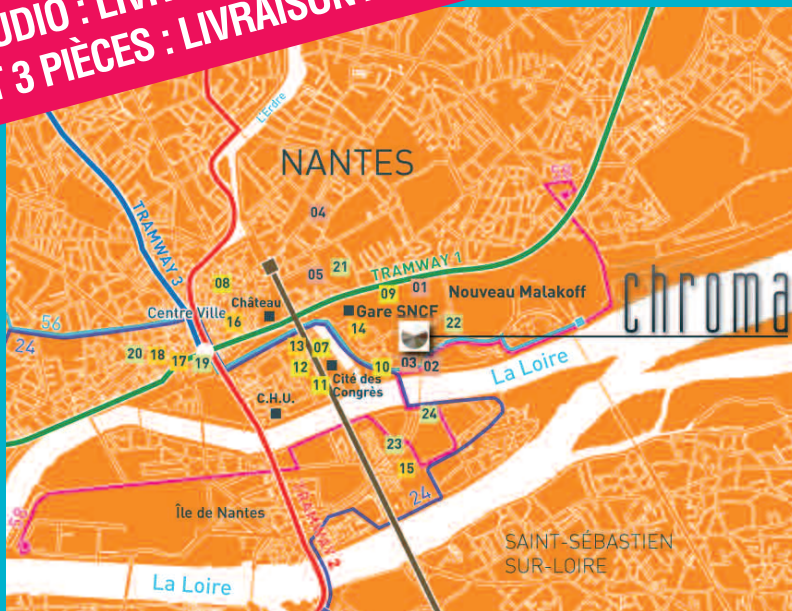 UDIO : LIV
3 PIÈCES : LIVRAISON
L'Erdre
NANTES
58
04
TRAMWAY 3
05
21
TRAMWAY 1
08
09
01
Nouveau Malakoff
chroma
Château
Centre Ville
16
Gare SNCF
56
14
22
24
13
07
20
18
17
19
12
10
03
02
11
Cité des
Congrès
La Loire
C.H.U.
24
23
15
24
58
Île de Nantes
TRAMWAY 2
SAINT-SÉBASTIEN
SUR-LOIRE
La Loire